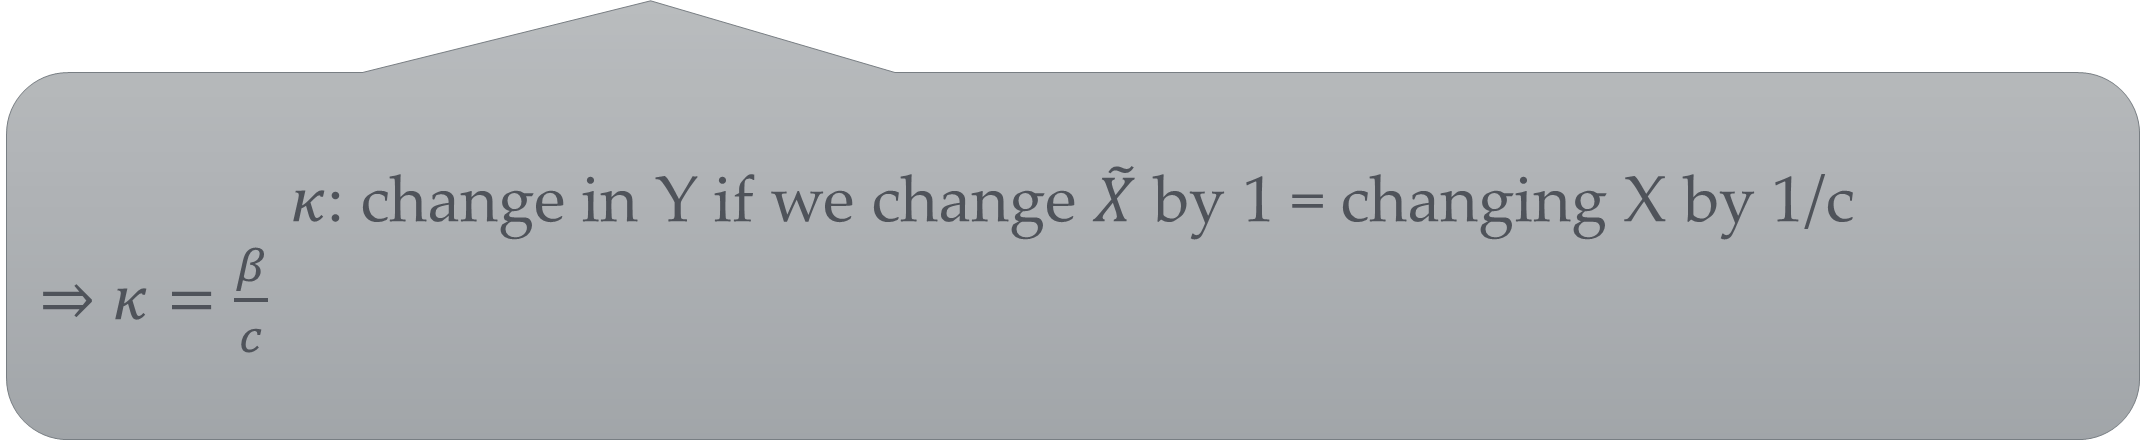 κ: change in Y if we change X̃ by 1 = changing X by 1/c
⇒ κ = β/c